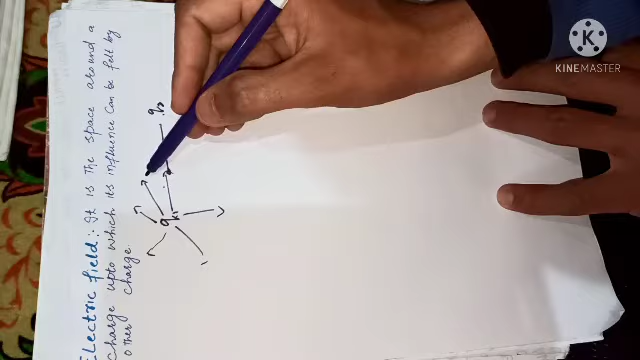 Electric field:- It is the space around a
charge upto which its influence can be felt by
other charge.
q₀
K
KINEMASTER